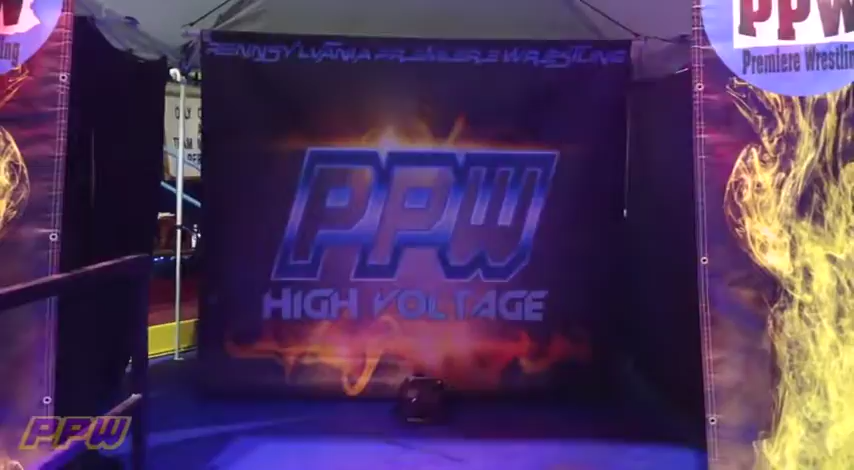 PENNSYLVANIA PREMIERE WRESTLING
PPW
Premiere Wrestling
PPW
HIGH VOLTAGE
PPW